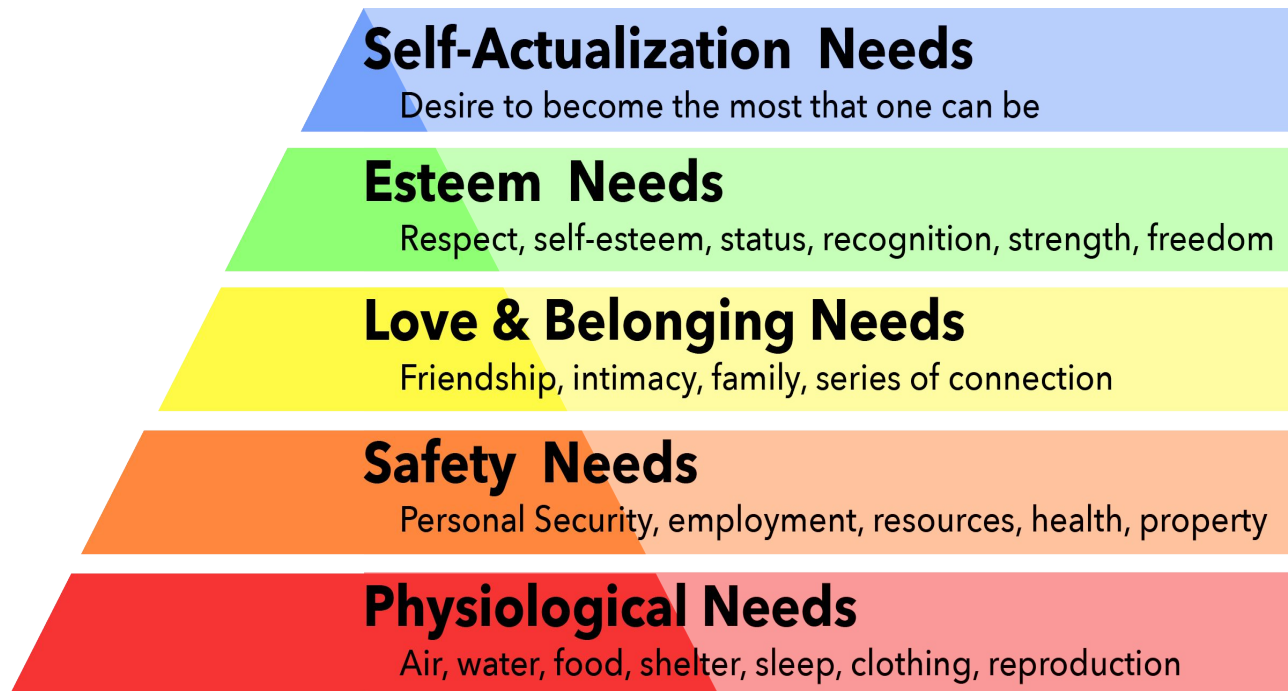 Self-Actualization Needs
Desire to become the most that one can be
Esteem Needs
Respect, self-esteem, status, recognition, strength, freedom
Love & Belonging Needs
Friendship, intimacy, family, series of connection
Safety Needs
Personal Security, employment, resources, health, property
Physiological Needs
Air, water, food, shelter, sleep, clothing, reproduction